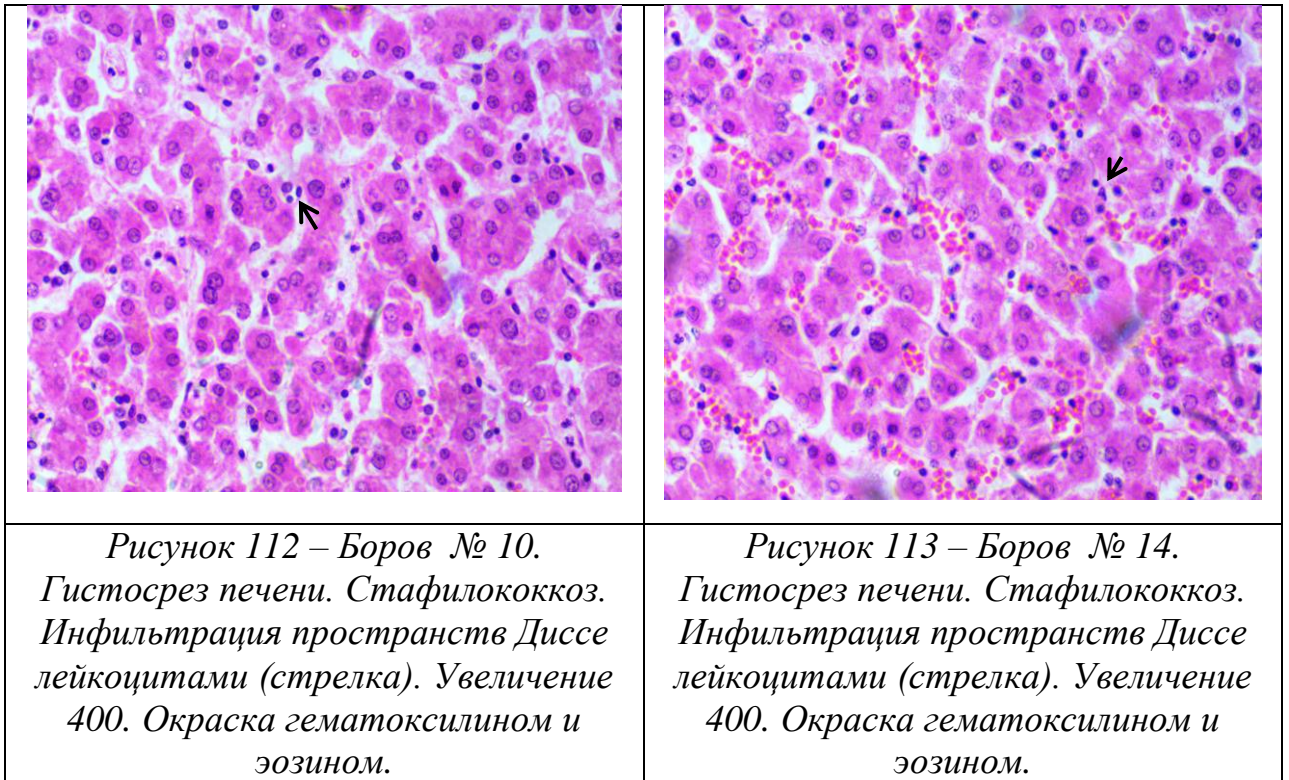 Рисунок 112 – Боров № 10.
Гистосрез печени. Стафилококкоз.
Инфильтрация пространств Диссе
лейкоцитами (стрелка). Увеличение
400. Окраска гематоксилином и
эозином.
Рисунок 113 – Боров № 14.
Гистосрез печени. Стафилококкоз.
Инфильтрация пространств Диссе
лейкоцитами (стрелка). Увеличение
400. Окраска гематоксилином и
эозином.